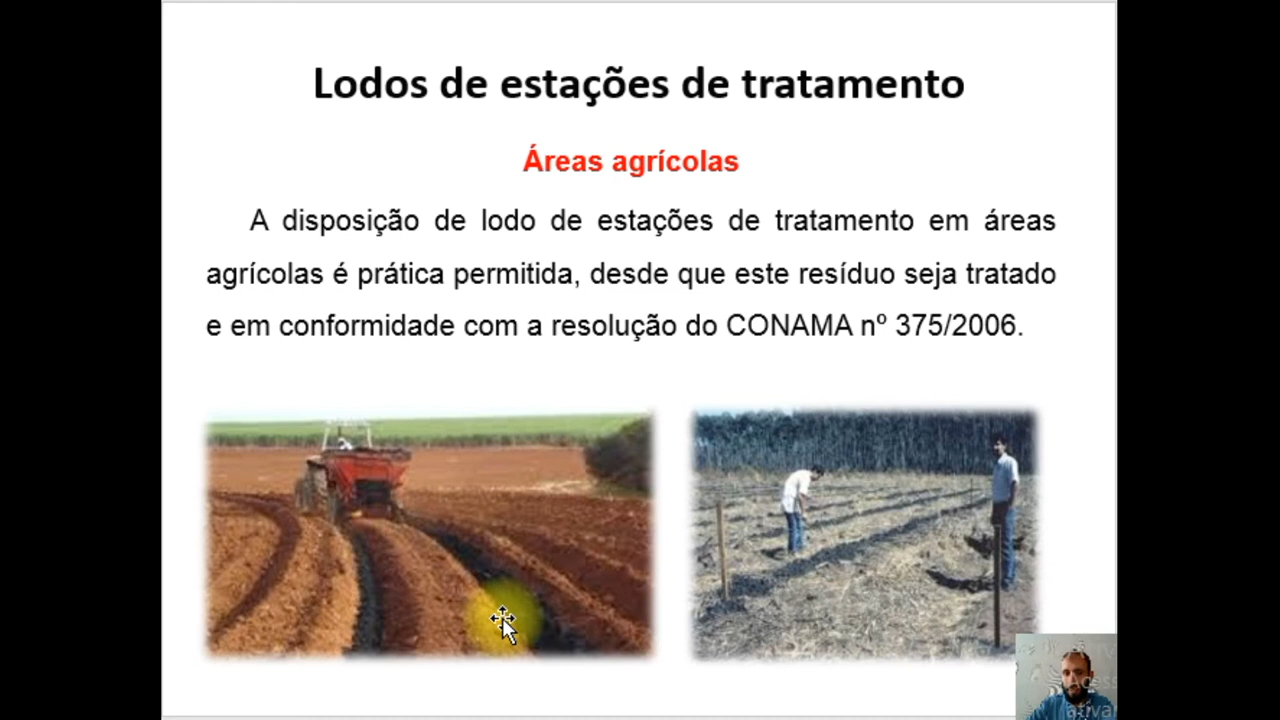 Lodos de estações de tratamento
Áreas agrícolas
A disposição de lodo de estações de tratamento em áreas
agrícolas é prática permitida, desde que este resíduo seja tratado
e em conformidade com a resolução do CONAMA nº 375/2006.